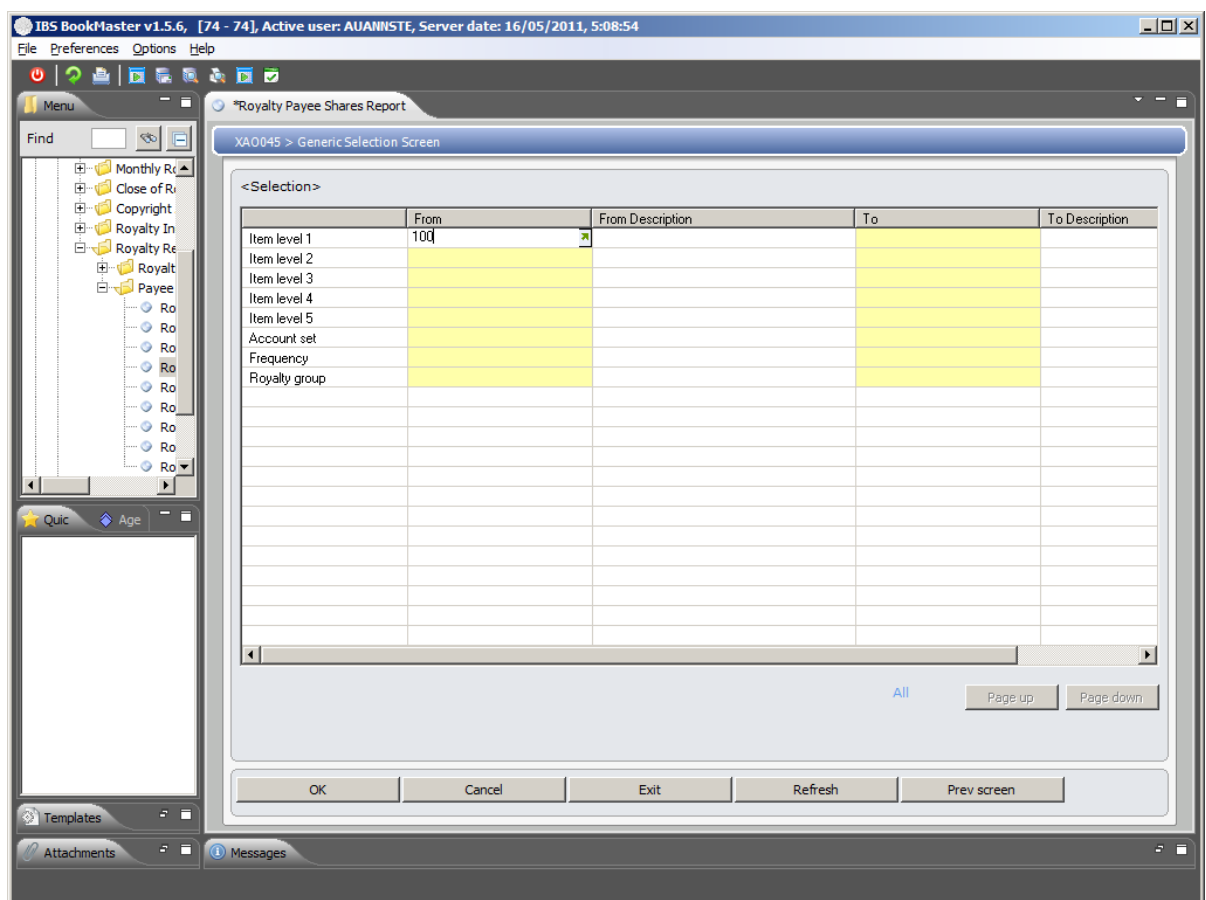 IBS BookMaster v1.5.6, [74 - 74], Active user: AUANNSTE, Server date: 16/05/2011, 5:08:54
File Preferences Options Help
Menu
*Royalty Payee Shares Report
Find
XAO045 > Generic Selection Screen
Monthly Ro
Close of R
Copyright
Royalty In
Royalty Re
Royalt
Payee
Ro
Ro
Ro
Ro
Ro
Ro
Ro
Ro
Ro
<Selection>
From From Description To To Description
Item level 1 100
Item level 2
Item level 3
Item level 4
Item level 5
Account set
Frequency
Royalty group
Quic Age
All Page up Page down
OK Cancel Exit Refresh Prev screen
Templates
Attachments
Messages